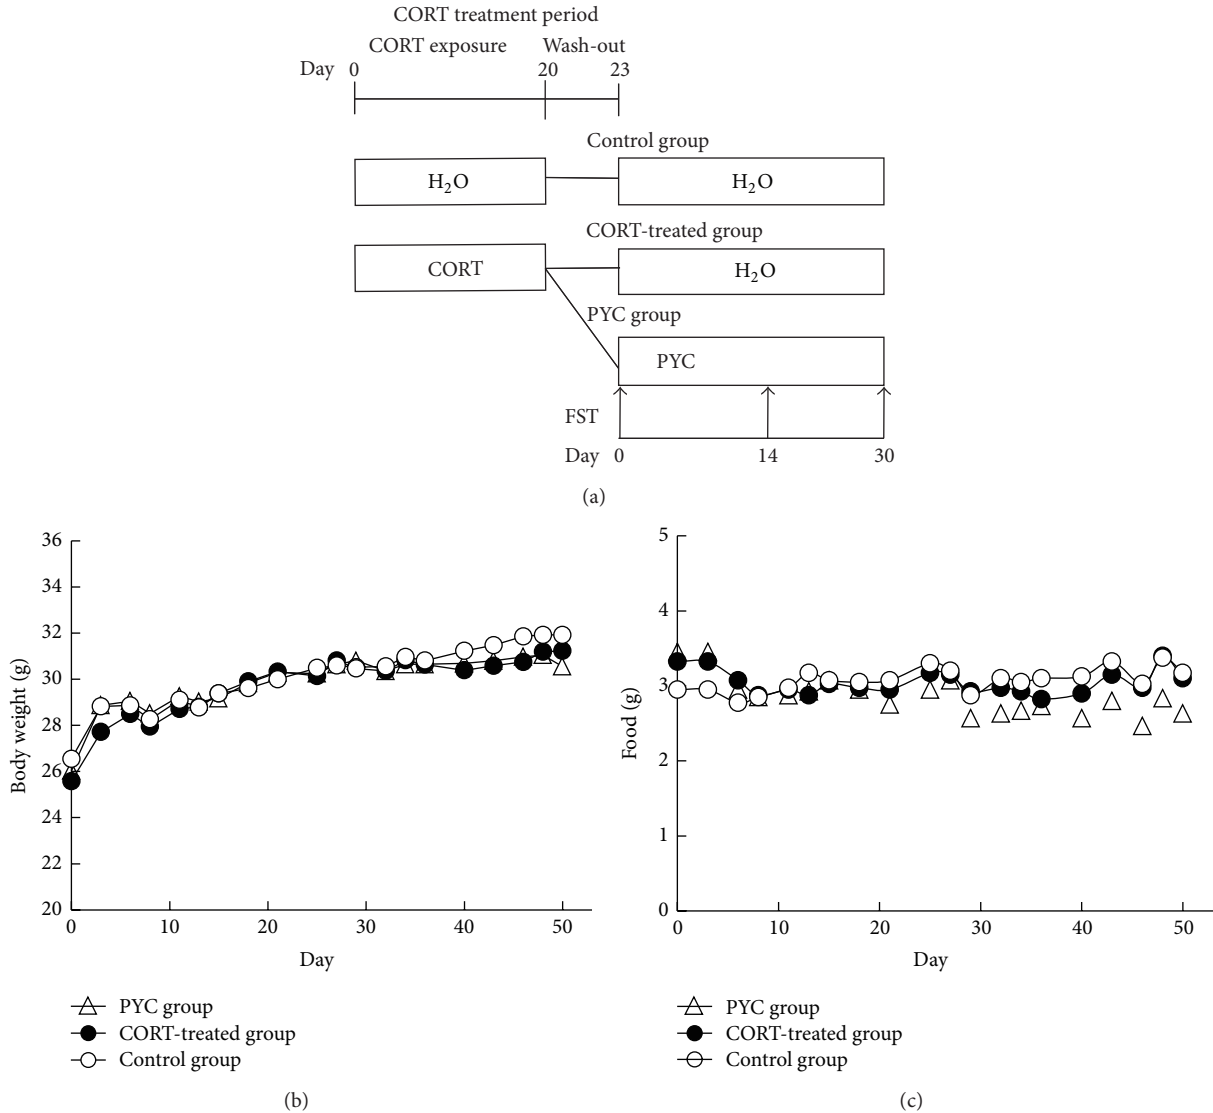 CORT treatment period
CORT exposure Wash-out
Day 0 20 23
Control group
H₂O H₂O
CORT-treated group
CORT H₂O
PYC group
PYC
FST
Day 0 14 30
(a)
36
34
32
30
28
26
24
22
20
0 10 20 30 40 50
Body weight (g)
Day
PYC group
CORT-treated group
Control group
(b)
5
4
3
2
1
0
0 10 20 30 40 50
Food (g)
Day
PYC group
CORT-treated group
Control group
(c)